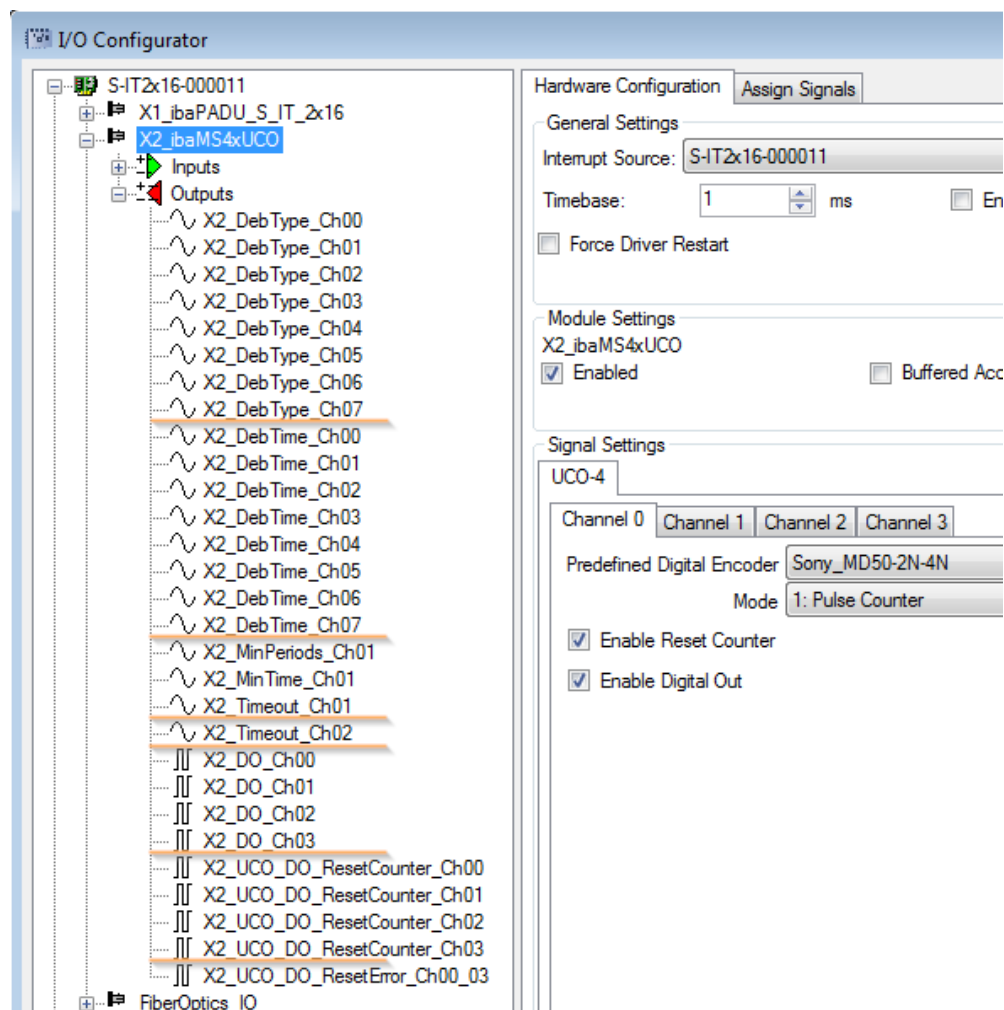 I/O Configurator
S-IT2x16-000011
X1_ibaPADU_S_IT_2x16
X2_ibaMS4xUCO
Inputs
Outputs
X2_DebType_Ch00
X2_DebType_Ch01
X2_DebType_Ch02
X2_DebType_Ch03
X2_DebType_Ch04
X2_DebType_Ch05
X2_DebType_Ch06
X2_DebType_Ch07
X2_DebTime_Ch00
X2_DebTime_Ch01
X2_DebTime_Ch02
X2_DebTime_Ch03
X2_DebTime_Ch04
X2_DebTime_Ch05
X2_DebTime_Ch06
X2_DebTime_Ch07
X2_MinPeriods_Ch01
X2_MinTime_Ch01
X2_Timeout_Ch01
X2_Timeout_Ch02
X2_DO_Ch00
X2_DO_Ch01
X2_DO_Ch02
X2_DO_Ch03
X2_UCO_DO_ResetCounter_Ch00
X2_UCO_DO_ResetCounter_Ch01
X2_UCO_DO_ResetCounter_Ch02
X2_UCO_DO_ResetCounter_Ch03
X2_UCO_DO_ResetError_Ch00_03
FiberOptics_IO
Hardware Configuration Assign Signals
General Settings
Interrupt Source: S-IT2x16-000011
Timebase: 1 ms En
Force Driver Restart
Module Settings
X2_ibaMS4xUCO
Enabled Buffered Acc
Signal Settings
UCO-4
Channel 0 Channel 1 Channel 2 Channel 3
Predefined Digital Encoder Sony_MD50-2N-4N
Mode 1: Pulse Counter
Enable Reset Counter
Enable Digital Out